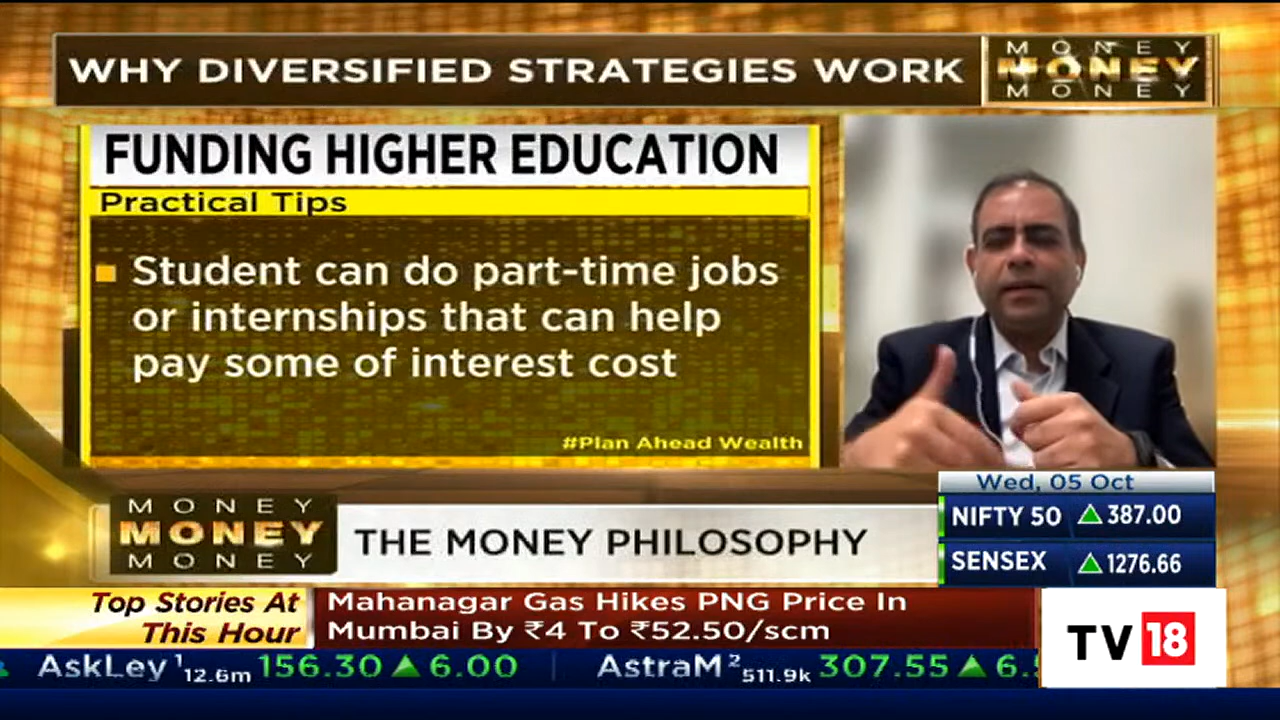 WHY DIVERSIFIED STRATEGIES WORK
MONEY
MONEY
MONEY
FUNDING HIGHER EDUCATION
Practical Tips
Student can do part-time jobs
or internships that can help
pay some of interest cost
#Plan Ahead Wealth
MONEY
MONEY
MONEY
THE MONEY PHILOSOPHY
Wed, 05 Oct
NIFTY 50 ▲ 387.00
SENSEX ▲ 1276.66
Top Stories At
This Hour
Mahanagar Gas Hikes PNG Price In
Mumbai By ₹4 To ₹52.50/scm
TV18
AskLey 1 12.6m 156.30 ▲ 6.00 AstraM 2 511.9k 307.55 ▲